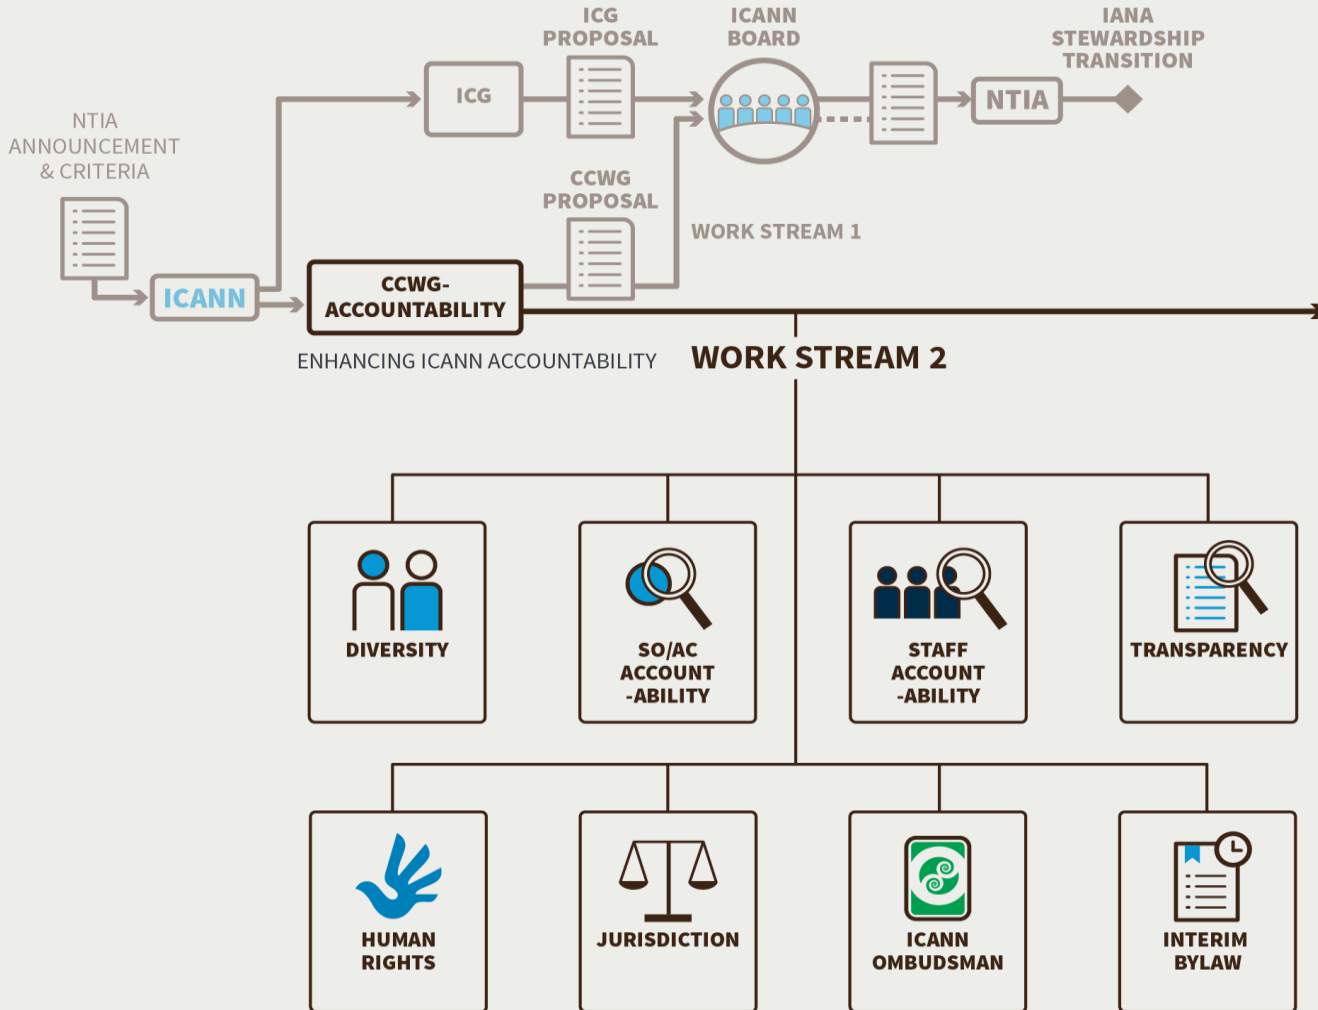 ICG
PROPOSAL
ICANN
BOARD
IANA
STEWARDSHIP
TRANSITION
ICG
NTIA
NTIA
ANNOUNCEMENT
& CRITERIA
CCWG
PROPOSAL
WORK STREAM 1
ICANN
CCWG-
ACCOUNTABILITY
ENHANCING ICANN ACCOUNTABILITY
WORK STREAM 2
DIVERSITY
SO/AC
ACCOUNT
-ABILITY
STAFF
ACCOUNT
-ABILITY
TRANSPARENCY
HUMAN
RIGHTS
JURISDICTION
ICANN
OMBUDSMAN
INTERIM
BYLAW